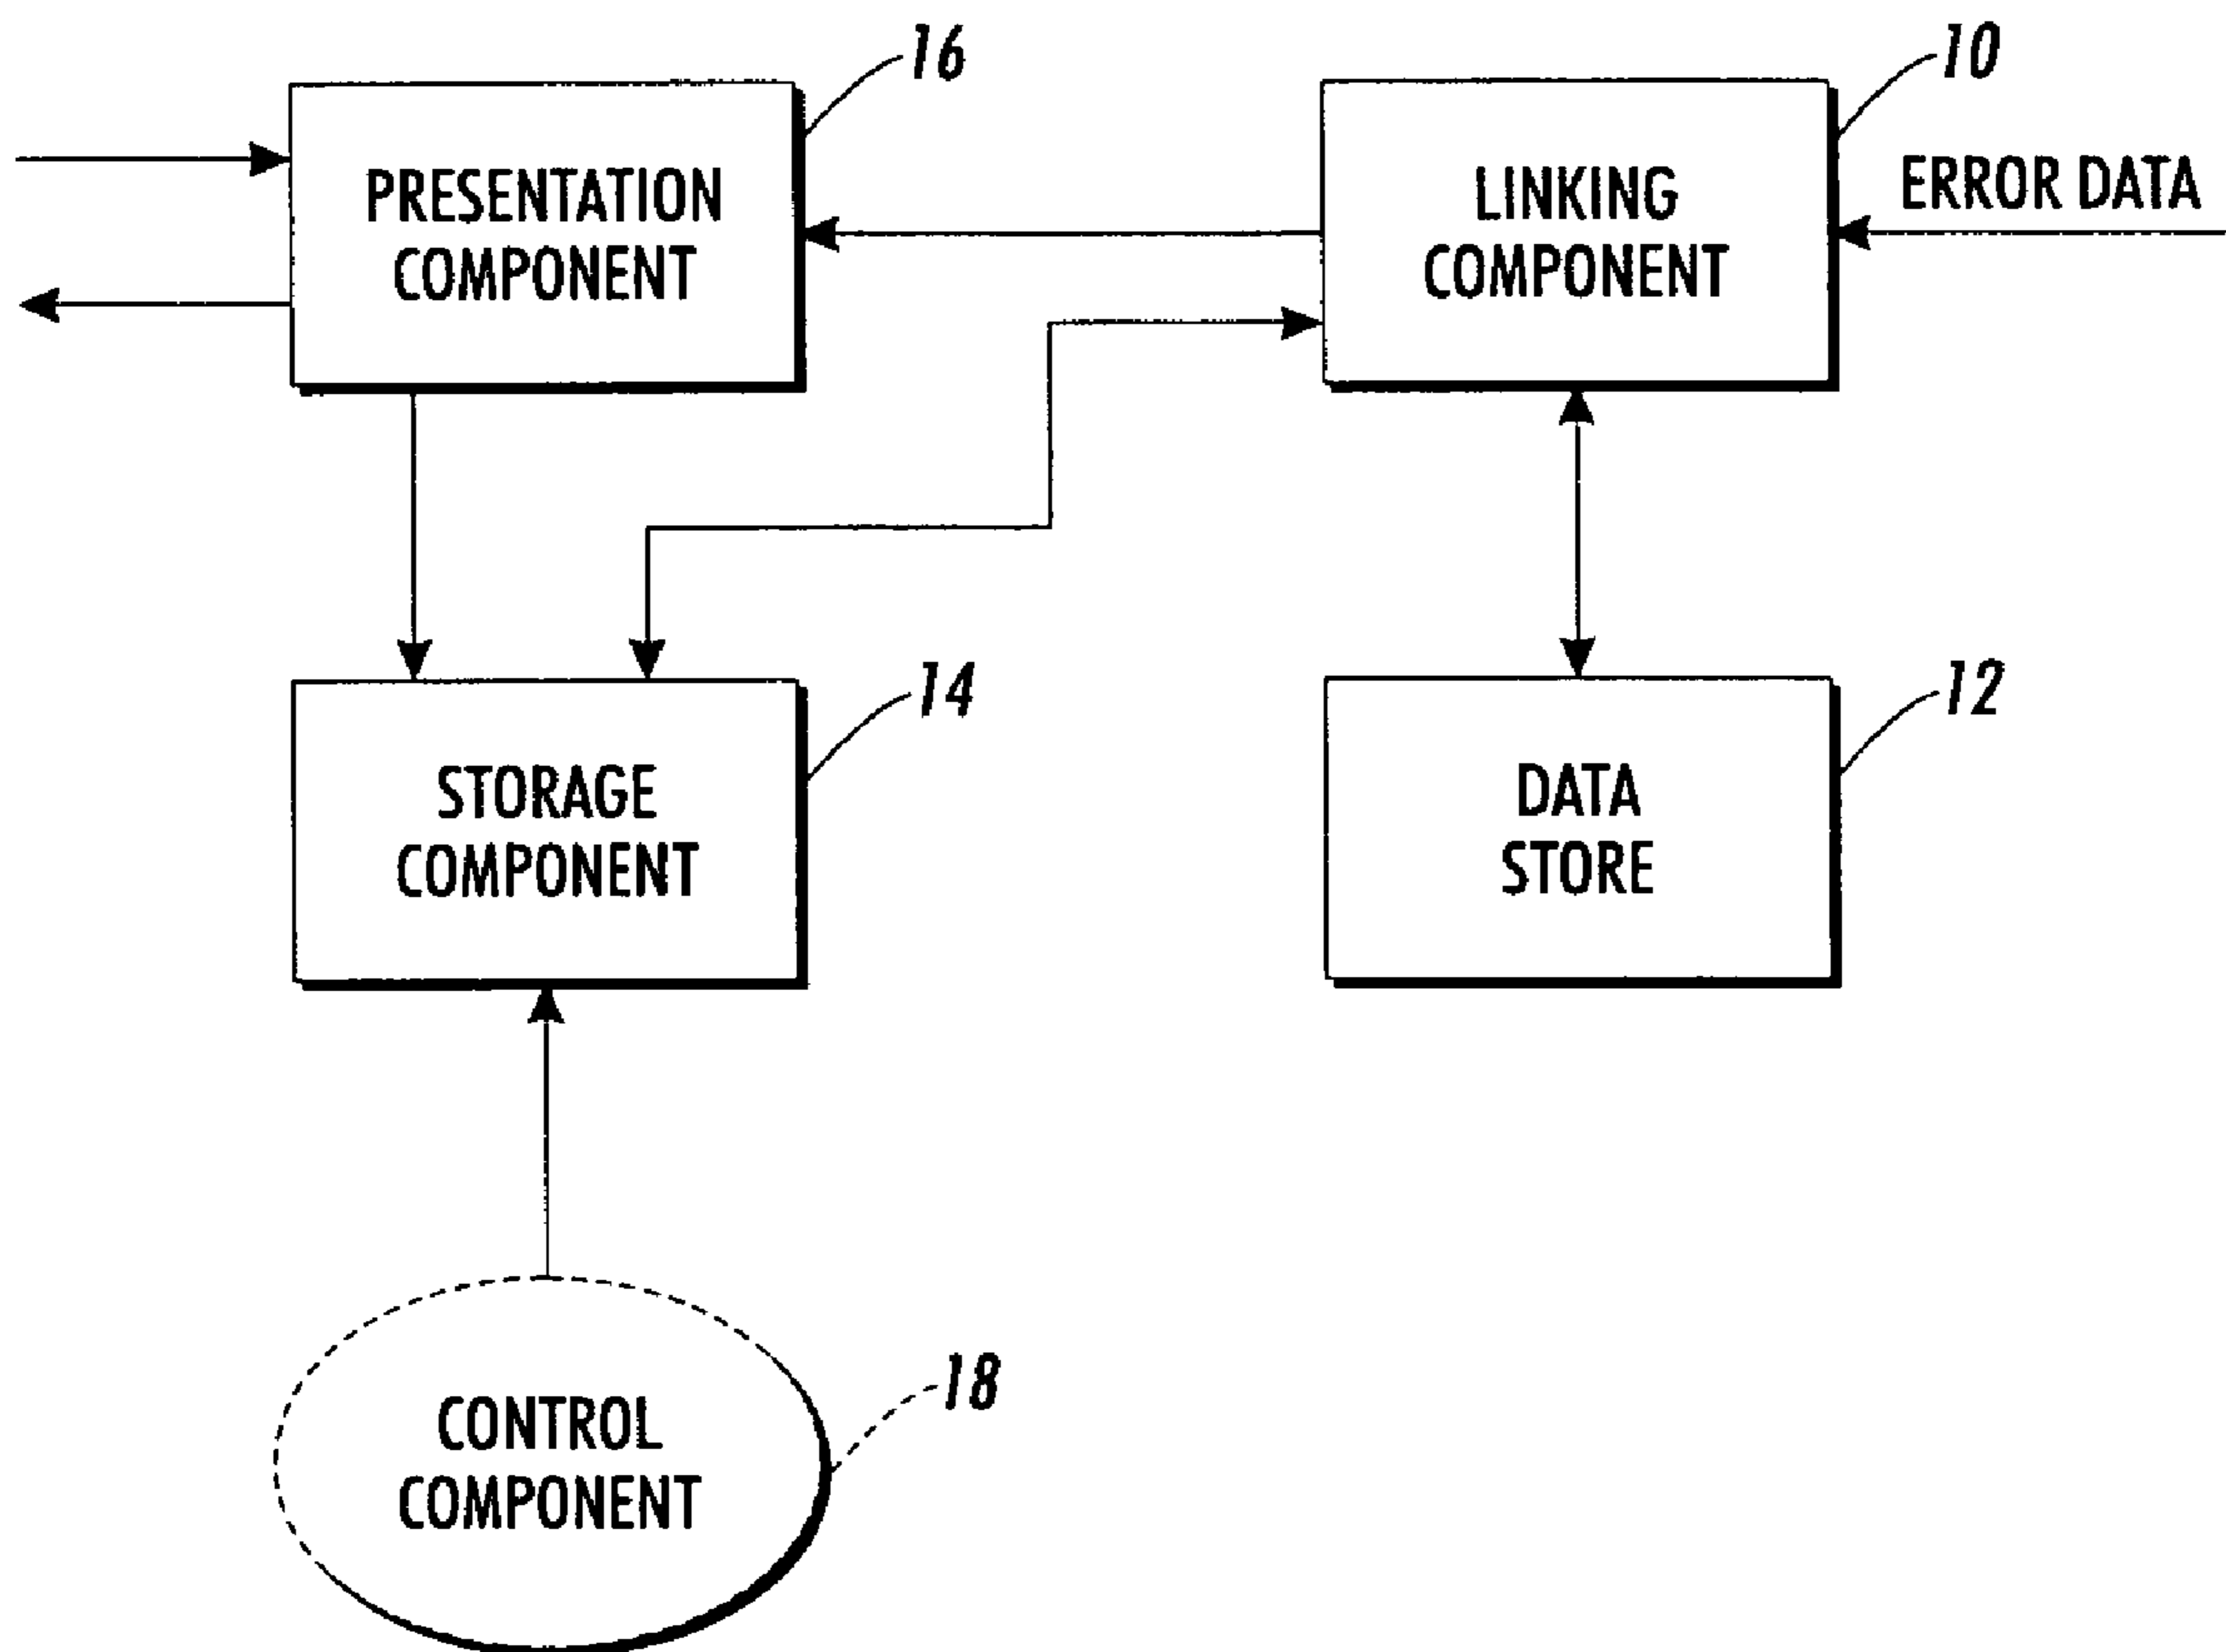 16
10
PRESENTATION
COMPONENT
LINKING
COMPONENT
ERROR DATA
14
12
STORAGE
COMPONENT
DATA
STORE
18
CONTROL
COMPONENT